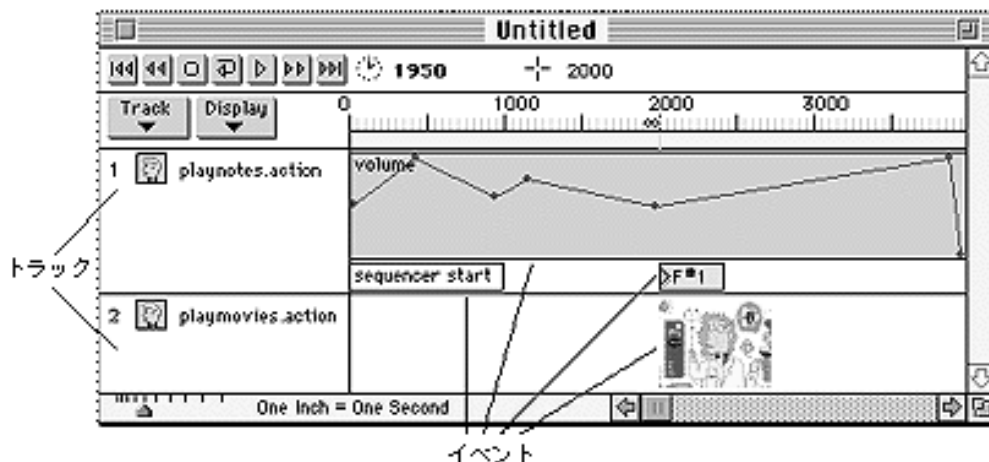 Untitled
1950 2000
Track Display 0 1000 2000 3000
1 playnotes.action volume
トラック
sequencer start F#1
2 playmovies.action
One Inch = One Second
イベント